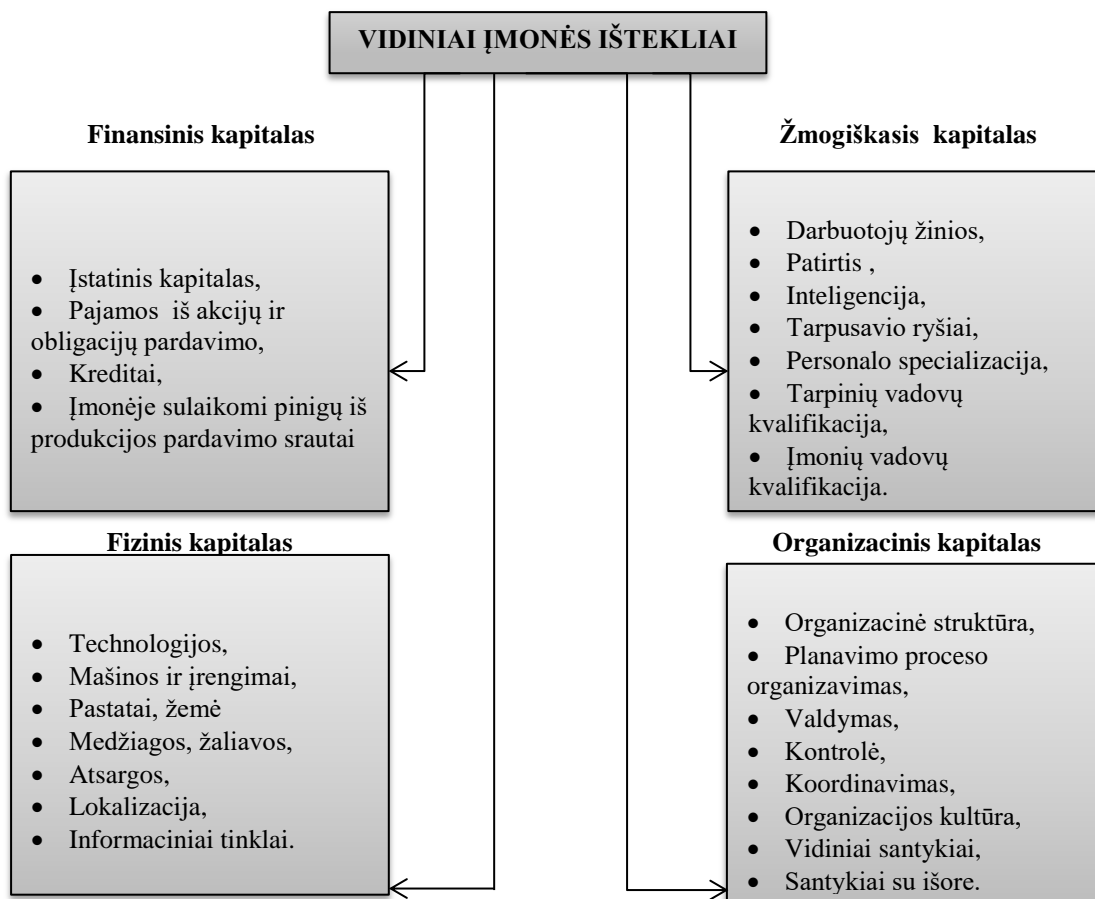 VIDINIAI ĮMONĖS IŠTEKLIAI
Finansinis kapitalas
• Įstatinis kapitalas,
• Pajamos iš akcijų ir
obligacijų pardavimo,
• Kreditai,
• Įmonėje sulaikomi pinigų iš
produkcijos pardavimo srautai
Žmogiškasis kapitalas
• Darbuotojų žinios,
• Patirtis ,
• Inteligencija,
• Tarpusavio ryšiai,
• Personalo specializacija,
• Tarpinių vadovų
kvalifikacija,
• Įmonių vadovų
kvalifikacija.
Fizinis kapitalas
• Technologijos,
• Mašinos ir įrengimai,
• Pastatai, žemė
• Medžiagos, žaliavos,
• Atsargos,
• Lokalizacija,
• Informaciniai tinklai.
Organizacinis kapitalas
• Organizacinė struktūra,
• Planavimo proceso
organizavimas,
• Valdymas,
• Kontrolė,
• Koordinavimas,
• Organizacijos kultūra,
• Vidiniai santykiai,
• Santykiai su išore.